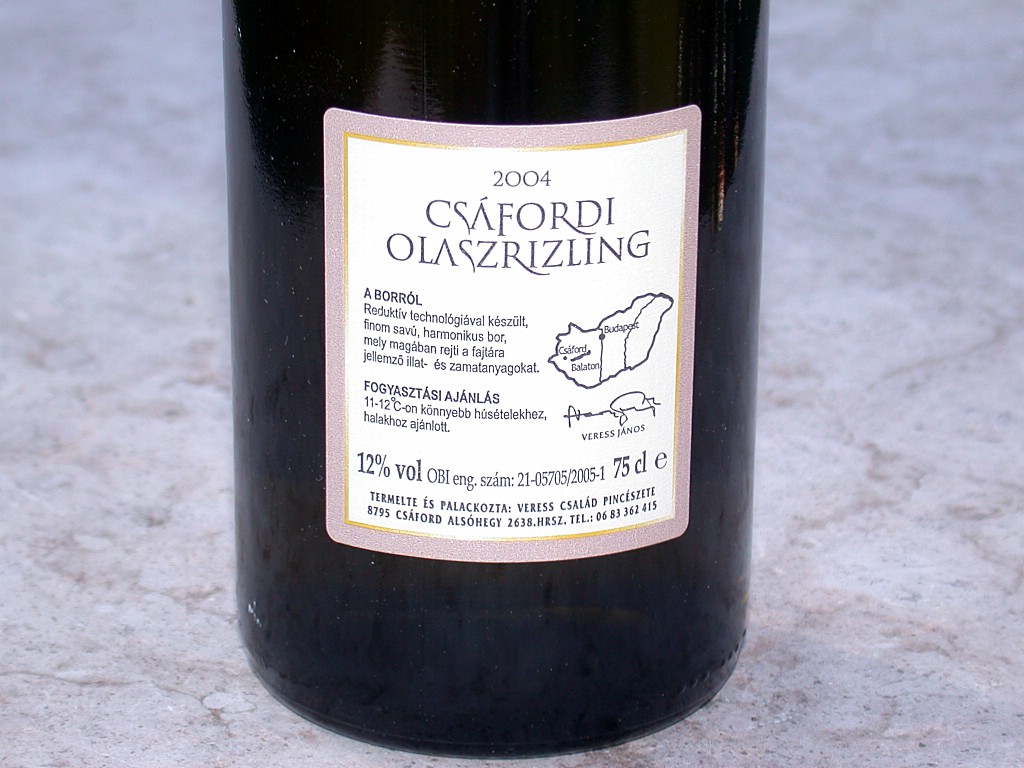 2004
CSÁFORDI
OLASZRIZLING
A BORRÓL
Reduktív technológiával készült,
finom savú, harmonikus bor,
mely magában rejti a fajtára
jellemző illat- és zamatanyagokat.
Budapest
Csáford
Balaton
FOGYASZTÁSI AJÁNLÁS
11-12°C-on könnyebb húsételekhez,
halakhoz ajánlott.
VERESS JÁNOS
12% vol OBI eng. szám: 21-05705/2005-1 75 cl e
TERMELTE ÉS PALACKOZTA: VERESS CSALÁD PINCÉSZETE
8795 CSÁFORD ALSÓHEGY 2638.HRSZ. TEL.: 06 83 362 415